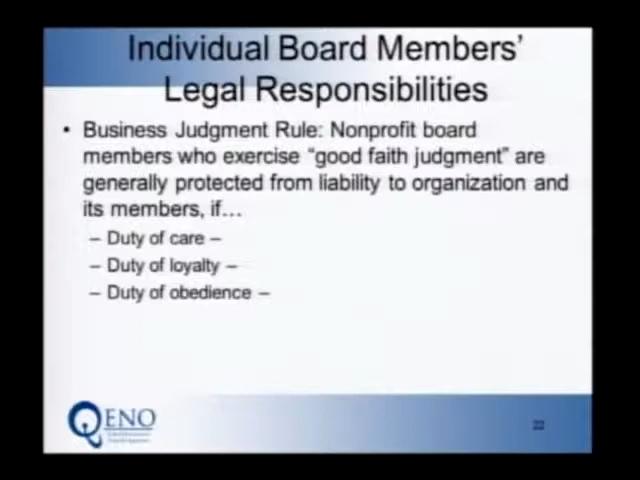 Individual Board Members'
Legal Responsibilities
• Business Judgment Rule: Nonprofit board
members who exercise "good faith judgment" are
generally protected from liability to organization and
its members, if…
– Duty of care –
– Duty of loyalty –
– Duty of obedience –
QENO